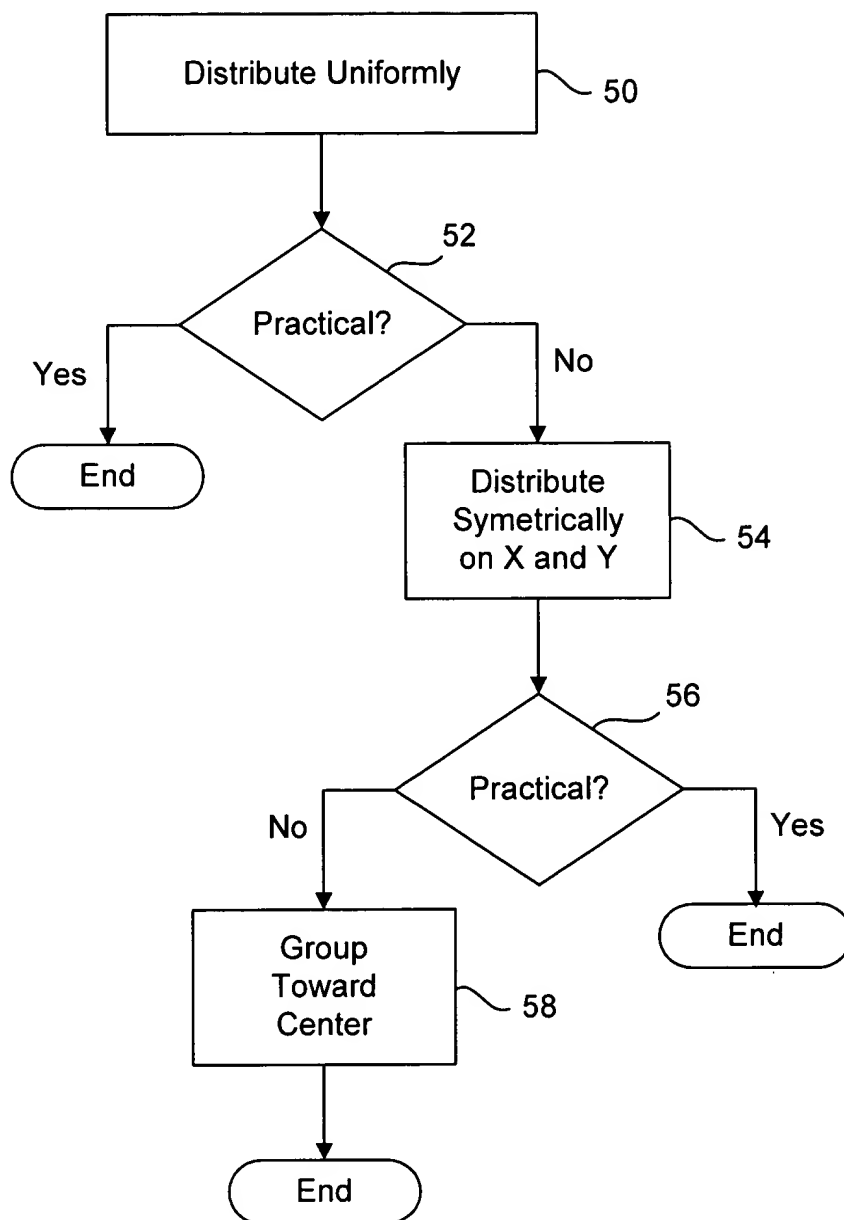 Distribute Uniformly
50
52
Practical?
Yes
No
End
Distribute
Symetrically
on X and Y
54
56
Practical?
No
Yes
End
Group
Toward
Center
58
End